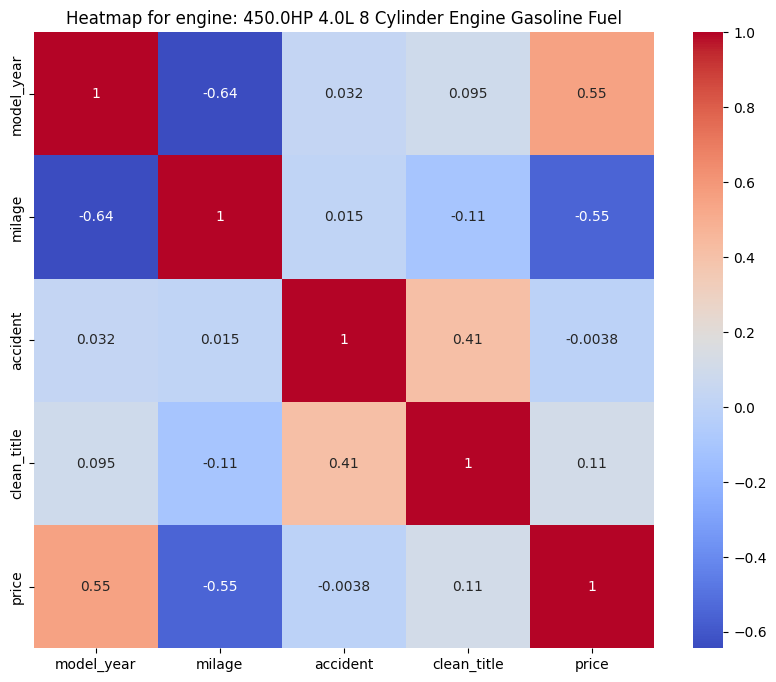 Heatmap for engine: 450.0HP 4.0L 8 Cylinder Engine Gasoline Fuel
model_year 1 -0.64 0.032 0.095 0.55
milage -0.64 1 0.015 -0.11 -0.55
accident 0.032 0.015 1 0.41 -0.0038
clean_title 0.095 -0.11 0.41 1 0.11
price 0.55 -0.55 -0.0038 0.11 1
model_year milage accident clean_title price
1.0
0.8
0.6
0.4
0.2
0.0
−0.2
−0.4
−0.6